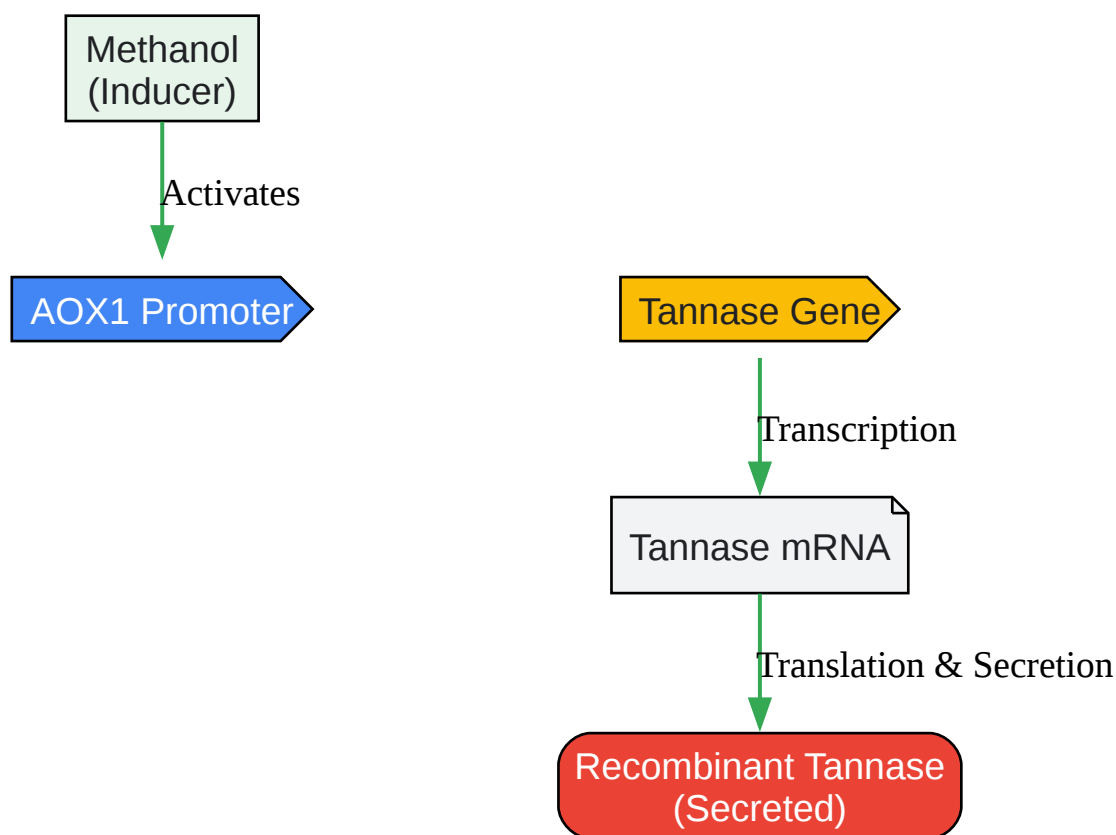 Methanol
(Inducer)
Activates
AOX1 Promoter
Tannase Gene
Transcription
Tannase mRNA
Translation & Secretion
Recombinant Tannase
(Secreted)